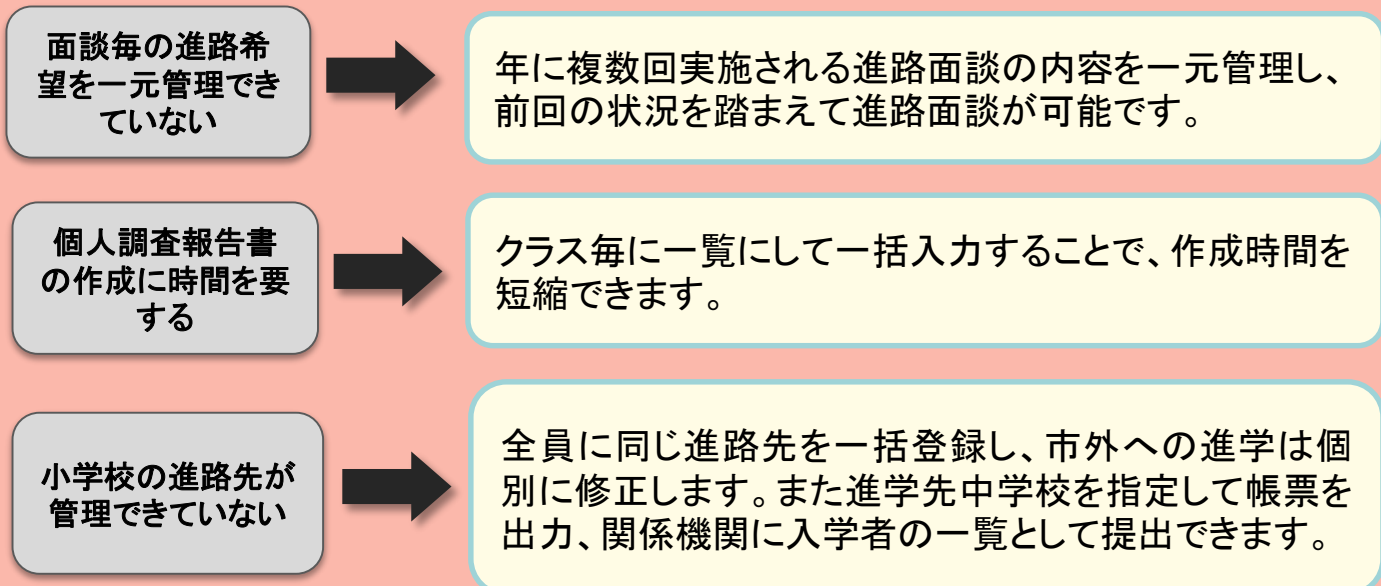 面談毎の進路希
望を一元管理でき
ていない
年に複数回実施される進路面談の内容を一元管理し、
前回の状況を踏まえて進路面談が可能です。
個人調査報告書
の作成に時間を要
する
クラス毎に一覧にして一括入力することで、作成時間を
短縮できます。
小学校の進路先が
管理できていない
全員に同じ進路先を一括登録し、市外への進学は個
別に修正します。また進学先中学校を指定して帳票を
出力、関係機関に入学者の一覧として提出できます。